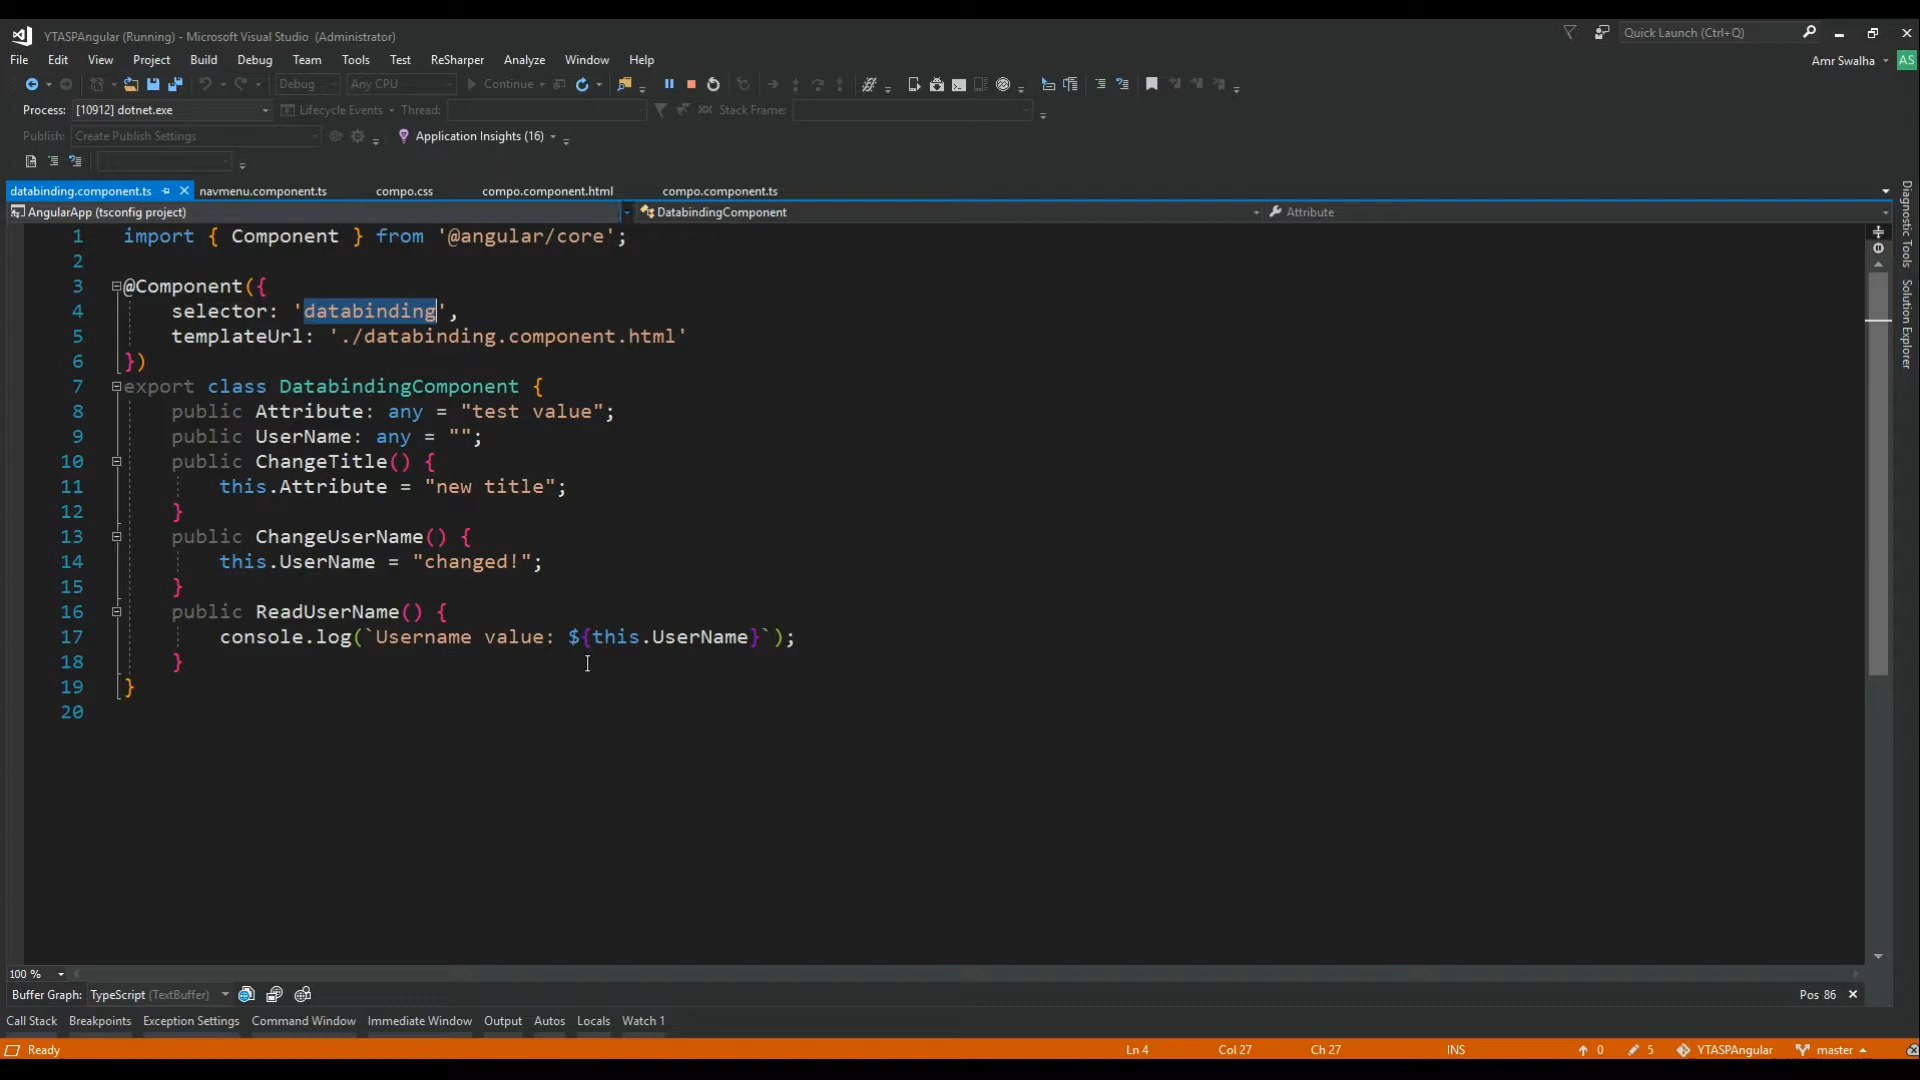 YTASPAngular (Running) - Microsoft Visual Studio (Administrator)
Quick Launch (Ctrl+Q)
File Edit View Project Build Debug Team Tools Test ReSharper Analyze Window Help
Amr Swalha AS
Debug Any CPU Continue
Process: [10912] dotnet.exe Lifecycle Events Thread: Stack Frame:
Publish: Create Publish Settings Application Insights (16)
databinding.component.ts navmenu.component.ts compo.css compo.component.html compo.component.ts
AngularApp (tsconfig project) DatabindingComponent Attribute
1 import { Component } from '@angular/core';
2
3 @Component({
4 selector: 'databinding',
5 templateUrl: './databinding.component.html'
6 })
7 export class DatabindingComponent {
8 public Attribute: any = "test value";
9 public UserName: any = "";
10 public ChangeTitle() {
11 this.Attribute = "new title";
12 }
13 public ChangeUserName() {
14 this.UserName = "changed!";
15 }
16 public ReadUserName() {
17 console.log(`Username value: ${this.UserName}`);
18 }
19 }
20
Diagnostic Tools
Solution Explorer
100 %
Buffer Graph: TypeScript (TextBuffer) Pos 86
Call Stack Breakpoints Exception Settings Command Window Immediate Window Output Autos Locals Watch 1
Ready Ln 4 Col 27 Ch 27 INS 0 5 YTASPAngular master